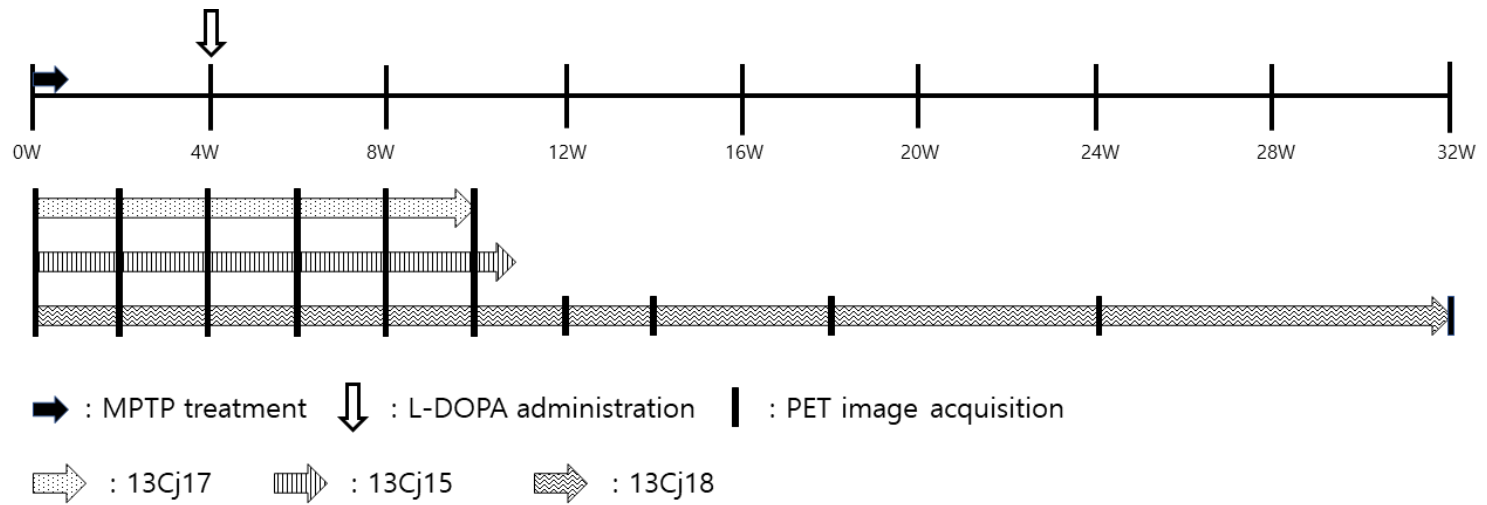 0W 4W 8W 12W 16W 20W 24W 28W 32W
: MPTP treatment : L-DOPA administration : PET image acquisition
: 13Cj17 : 13Cj15 : 13Cj18